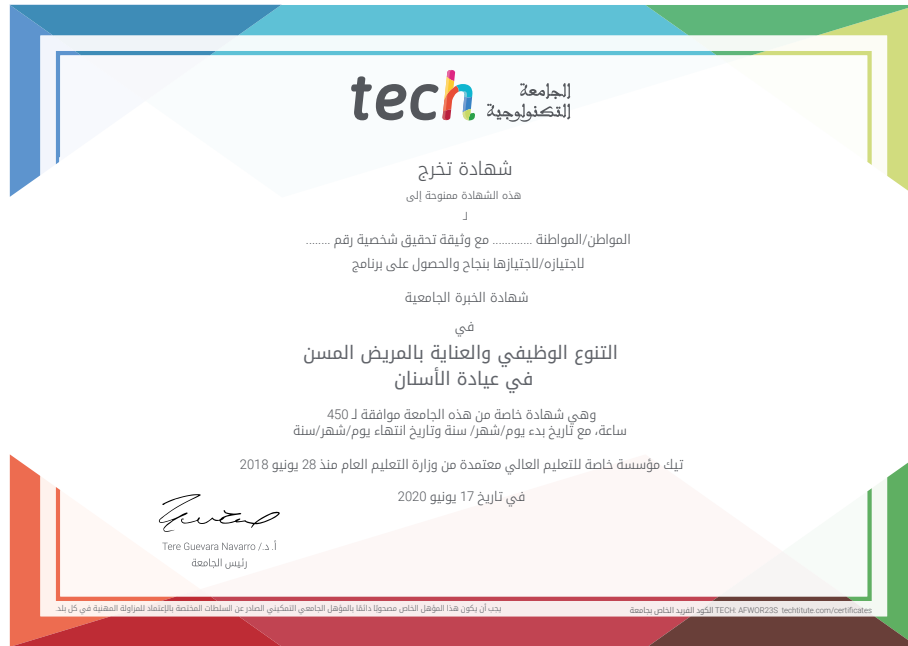 tech الجامعة
التكنولوجية
شهادة تخرج
هذه الشهادة ممنوحة إلى
لـ
المواطن/المواطنة ............. مع وثيقة تحقيق شخصية رقم ........
لاجتيازه/لاجتيازها بنجاح والحصول على برنامج
شهادة الخبرة الجامعية
في
التنوع الوظيفي والعناية بالمريض المسن
في عيادة الأسنان
وهي شهادة خاصة من هذه الجامعة موافقة لـ 450
ساعة، مع تاريخ بدء يوم/شهر/ سنة وتاريخ انتهاء يوم/شهر/سنة
تيك مؤسسة خاصة للتعليم العالي معتمدة من وزارة التعليم العام منذ 28 يونيو 2018
في تاريخ 17 يونيو 2020
أ. د./ Tere Guevara Navarro
رئيس الجامعة
يجب أن يكون هذا المؤهل الخاص مصحوبًا دائمًا بالمؤهل الجامعي التمكيني الصادر عن السلطات المختصة بالإعتماد للمزاولة المهنية في كل بلد.
الكود الفريد الخاص بجامعة TECH: AFWOR23S techtitute.com/certificates